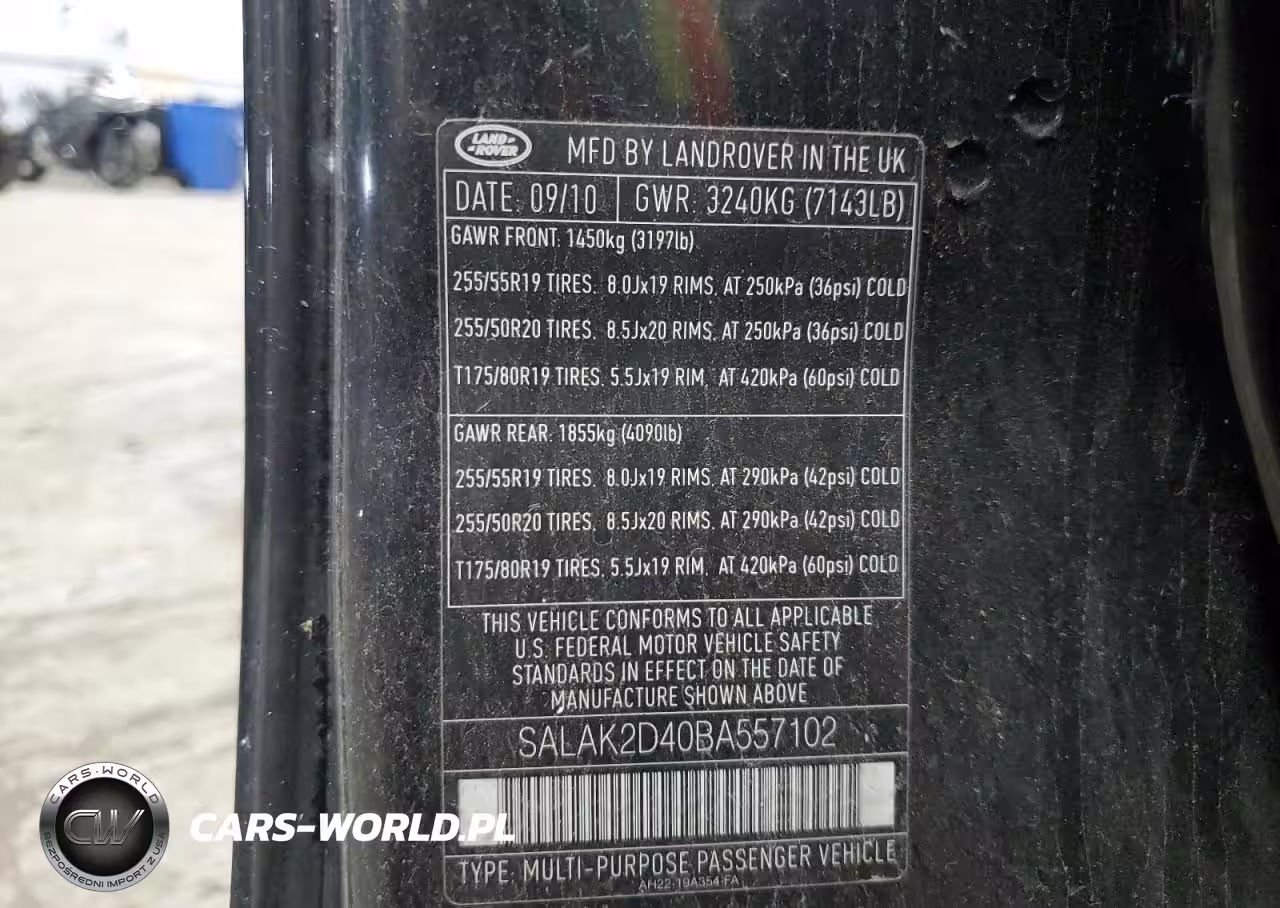 LAND ROVER
MFD BY LANDROVER IN THE UK
DATE: 09/10 GWR: 3240KG (7143LB)
GAWR FRONT: 1450kg (3197lb)
255/55R19 TIRES, 8.0Jx19 RIMS, AT 250kPa (36psi) COLD
255/50R20 TIRES, 8.5Jx20 RIMS, AT 250kPa (36psi) COLD
T175/80R19 TIRES, 5.5Jx19 RIM, AT 420kPa (60psi) COLD
GAWR REAR: 1855kg (4090lb)
255/55R19 TIRES, 8.0Jx19 RIMS, AT 290kPa (42psi) COLD
255/50R20 TIRES, 8.5Jx20 RIMS, AT 290kPa (42psi) COLD
T175/80R19 TIRES, 5.5Jx19 RIM, AT 420kPa (60psi) COLD
THIS VEHICLE CONFORMS TO ALL APPLICABLE
U.S. FEDERAL MOTOR VEHICLE SAFETY
STANDARDS IN EFFECT ON THE DATE OF
MANUFACTURE SHOWN ABOVE
SALAK2D40BA557102
TYPE: MULTI-PURPOSE PASSENGER VEHICLE
AH22-19A354-FA
CARS-WORLD
CW
BEZPOŚREDNI IMPORT Z USA
CARS-WORLD.PL